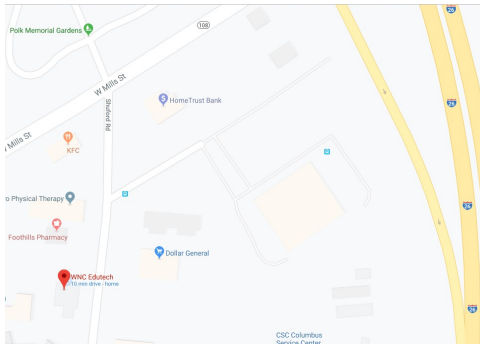 26
Polk Memorial Gardens
108
W Mills St
HomeTrust Bank
Shuford Rd
26
KFC
Mills St
o Physical Therapy
26
Foothills Pharmacy
Dollar General
WNC Edutech
10 min drive - home
26
CSC Columbus
Service Center